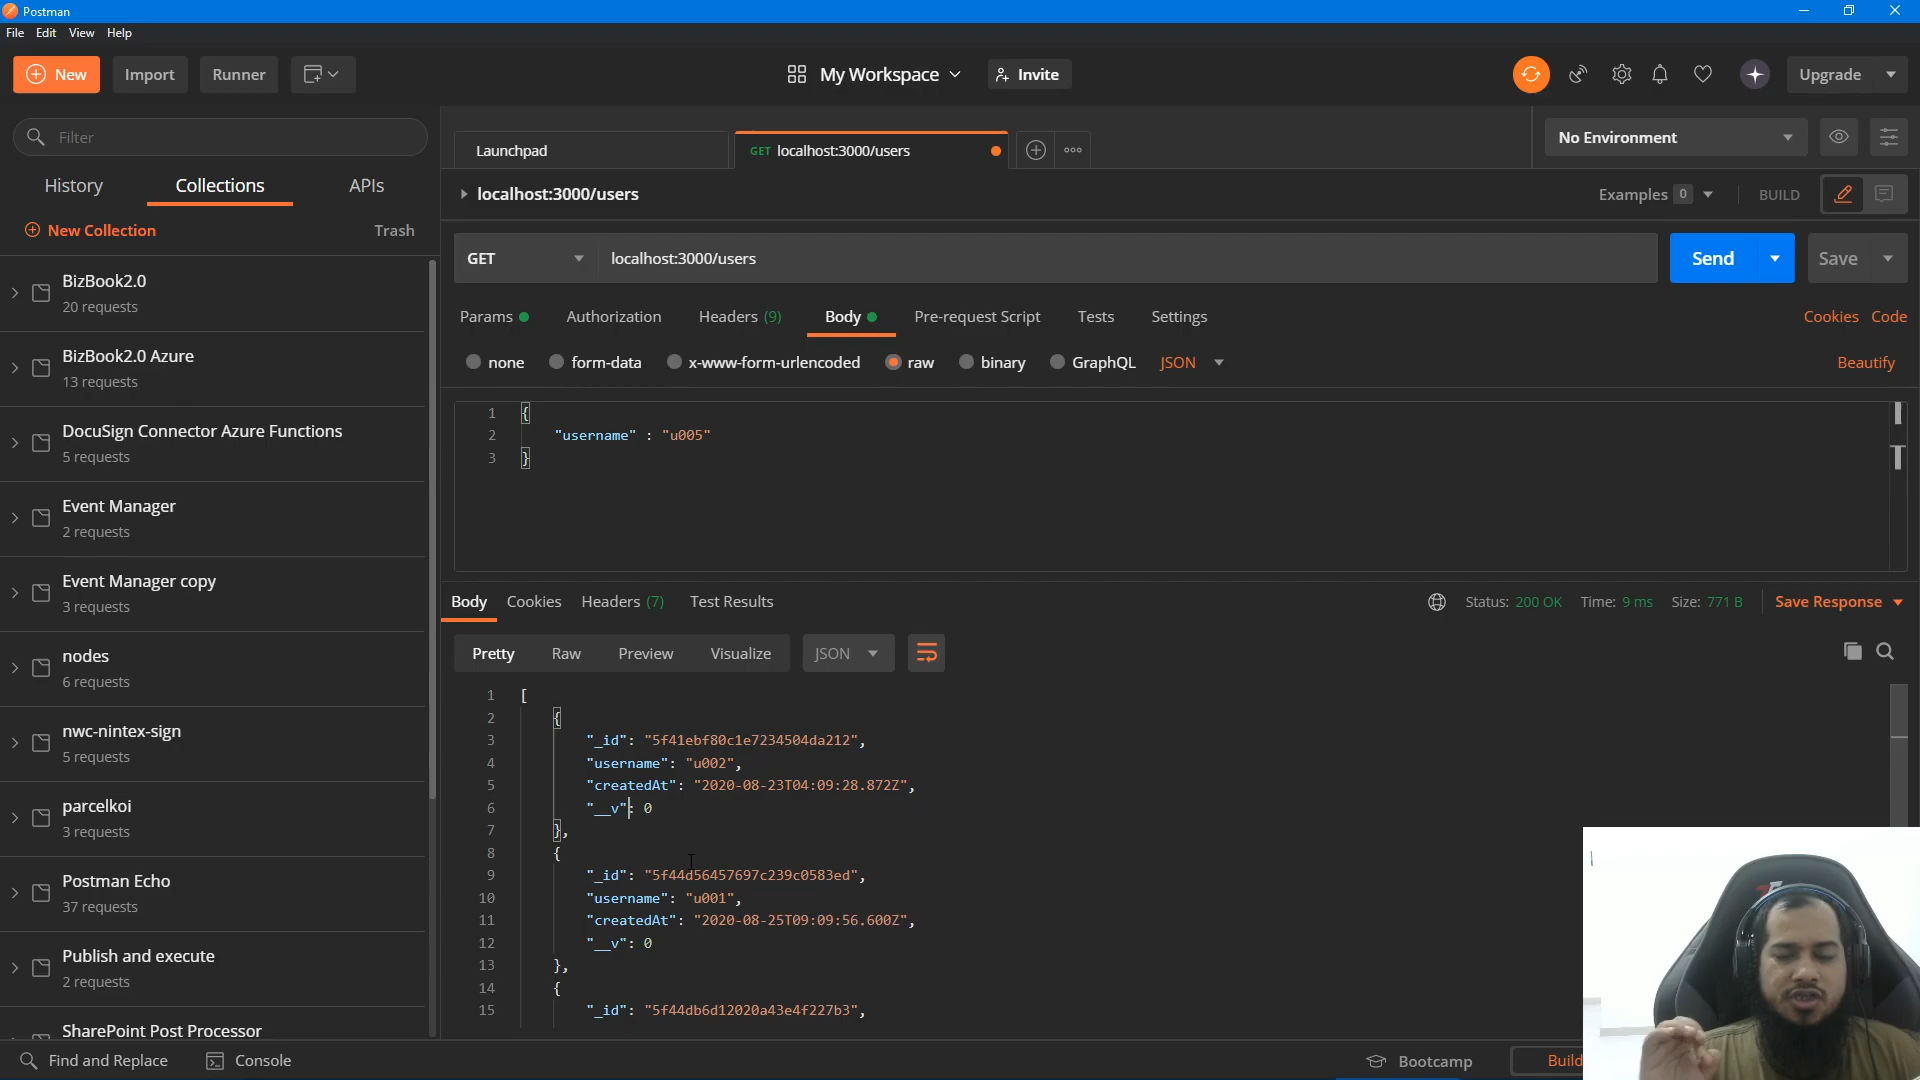 Postman
File Edit View Help
New Import Runner
My Workspace Invite
Upgrade
Filter
History Collections APIs
New Collection Trash
BizBook2.0
20 requests
BizBook2.0 Azure
13 requests
DocuSign Connector Azure Functions
5 requests
Event Manager
2 requests
Event Manager copy
3 requests
nodes
6 requests
nwc-nintex-sign
5 requests
parcelkoi
3 requests
Postman Echo
37 requests
Publish and execute
2 requests
SharePoint Post Processor
Launchpad GET localhost:3000/users
No Environment
localhost:3000/users
Examples 0 BUILD
GET localhost:3000/users Send Save
Params Authorization Headers (9) Body Pre-request Script Tests Settings Cookies Code
none form-data x-www-form-urlencoded raw binary GraphQL JSON Beautify
1 {
2 "username" : "u005"
3 }
Body Cookies Headers (7) Test Results Status: 200 OK Time: 9 ms Size: 771 B Save Response
Pretty Raw Preview Visualize JSON
1 [
2 {
3 "_id": "5f41ebf80c1e7234504da212",
4 "username": "u002",
5 "createdAt": "2020-08-23T04:09:28.872Z",
6 "__v": 0
7 },
8 {
9 "_id": "5f44d56457697c239c0583ed",
10 "username": "u001",
11 "createdAt": "2020-08-25T09:09:56.600Z",
12 "__v": 0
13 },
14 {
15 "_id": "5f44db6d12020a43e4f227b3",
Find and Replace Console Bootcamp Build